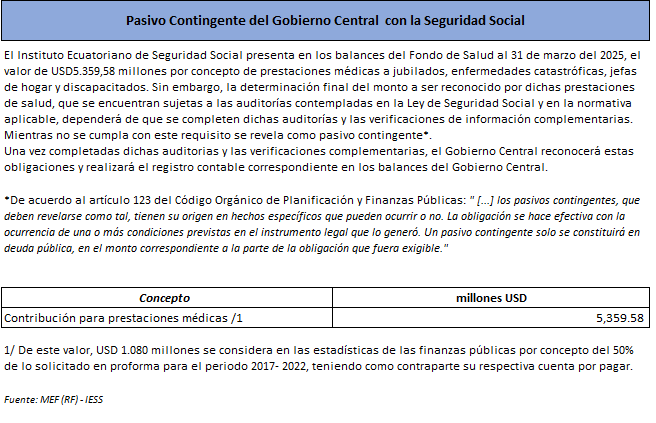 Pasivo Contingente del Gobierno Central con la Seguridad Social
El Instituto Ecuatoriano de Seguridad Social presenta en los balances del Fondo de Salud al 31 de marzo del 2025, el
valor de USD5.359,58 millones por concepto de prestaciones médicas a jubilados, enfermedades catastróficas, jefas
de hogar y discapacitados. Sin embargo, la determinación final del monto a ser reconocido por dichas prestaciones
de salud, que se encuentran sujetas a las auditorías contempladas en la Ley de Seguridad Social y en la normativa
aplicable, dependerá de que se completen dichas auditorías y las verificaciones de información complementarias.
Mientras no se cumpla con este requisito se revela como pasivo contingente*.
Una vez completadas dichas auditorias y las verificaciones complementarias, el Gobierno Central reconocerá estas
obligaciones y realizará el registro contable correspondiente en los balances del Gobierno Central.
*De acuerdo al artículo 123 del Código Orgánico de Planificación y Finanzas Públicas: " [...] los pasivos contingentes, que
deben revelarse como tal, tienen su origen en hechos específicos que pueden ocurrir o no. La obligación se hace efectiva con la
ocurrencia de una o más condiciones previstas en el instrumento legal que lo generó. Un pasivo contingente solo se constituirá en
deuda pública, en el monto correspondiente a la parte de la obligación que fuera exigible."
Concepto millones USD
Contribución para prestaciones médicas /1 5,359.58
1/ De este valor, USD 1.080 millones se considera en las estadísticas de las finanzas públicas por concepto del 50%
de lo solicitado en proforma para el periodo 2017- 2022, teniendo como contraparte su respectiva cuenta por pagar.
Fuente: MEF (RF) - IESS